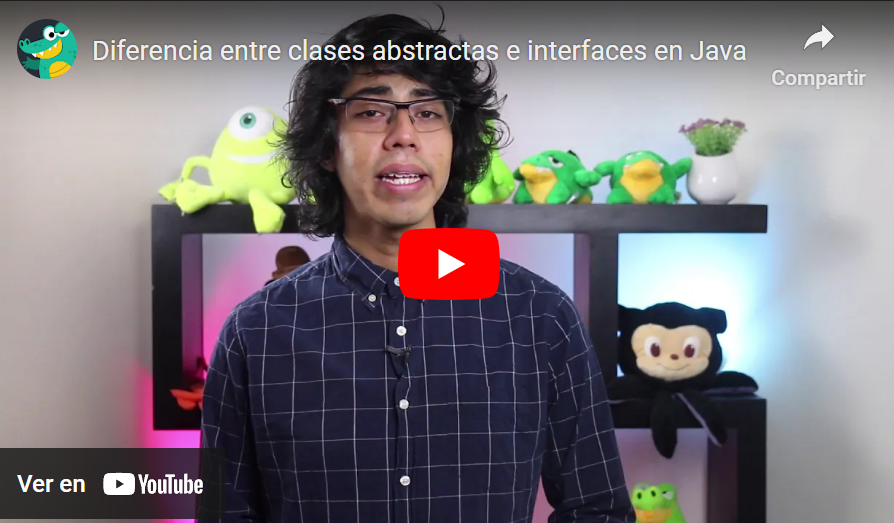 Diferencia entre clases abstractas e interfaces en Java
Compartir
Ver en YouTube